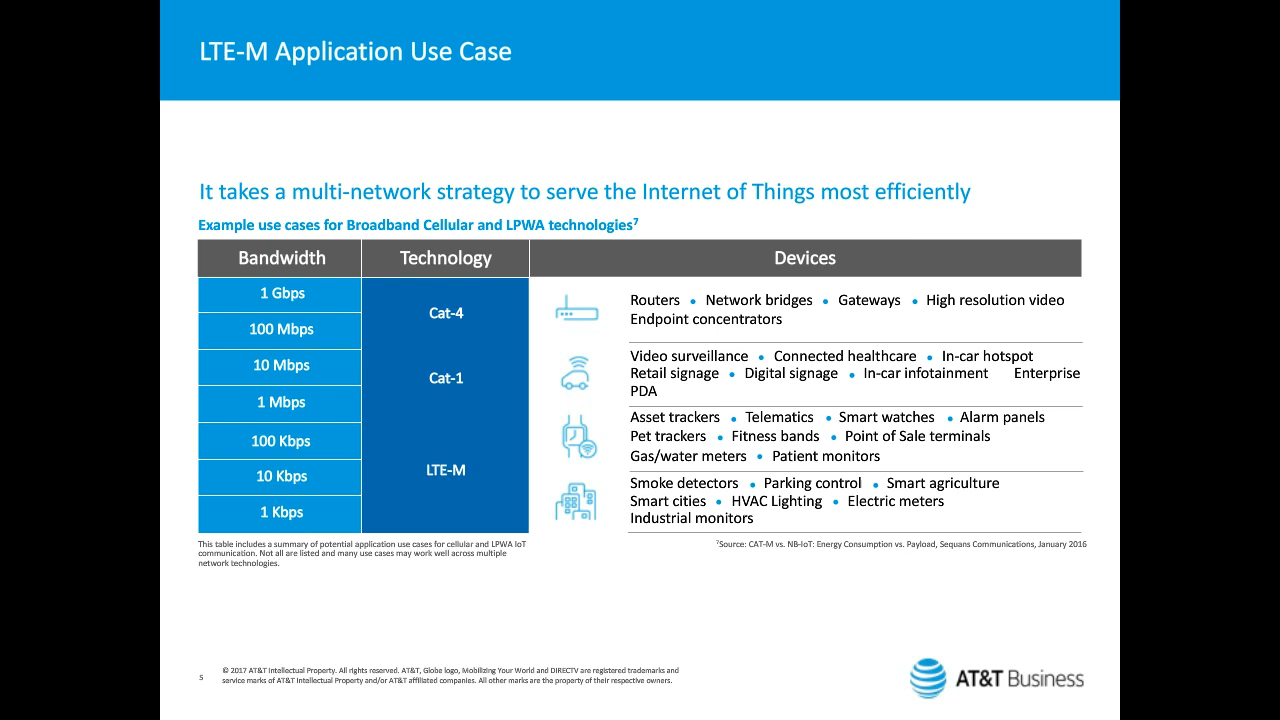 LTE-M Application Use Case
It takes a multi-network strategy to serve the Internet of Things most efficiently
Example use cases for Broadband Cellular and LPWA technologies⁷
Bandwidth Technology Devices
1 Gbps
100 Mbps
10 Mbps
1 Mbps
100 Kbps
10 Kbps
1 Kbps
Cat-4
Cat-1
LTE-M
Routers • Network bridges • Gateways • High resolution video
Endpoint concentrators
Video surveillance • Connected healthcare • In-car hotspot
Retail signage • Digital signage • In-car infotainment Enterprise
PDA
Asset trackers • Telematics • Smart watches • Alarm panels
Pet trackers • Fitness bands • Point of Sale terminals
Gas/water meters • Patient monitors
Smoke detectors • Parking control • Smart agriculture
Smart cities • HVAC Lighting • Electric meters
Industrial monitors
This table includes a summary of potential application use cases for cellular and LPWA IoT
communication. Not all are listed and many use cases may work well across multiple
network technologies.
⁷Source: CAT-M vs. NB-IoT: Energy Consumption vs. Payload, Sequans Communications, January 2016
5
© 2017 AT&T Intellectual Property. All rights reserved. AT&T, Globe logo, Mobilizing Your World and DIRECTV are registered trademarks and
service marks of AT&T Intellectual Property and/or AT&T affiliated companies. All other marks are the property of their respective owners.
AT&T Business